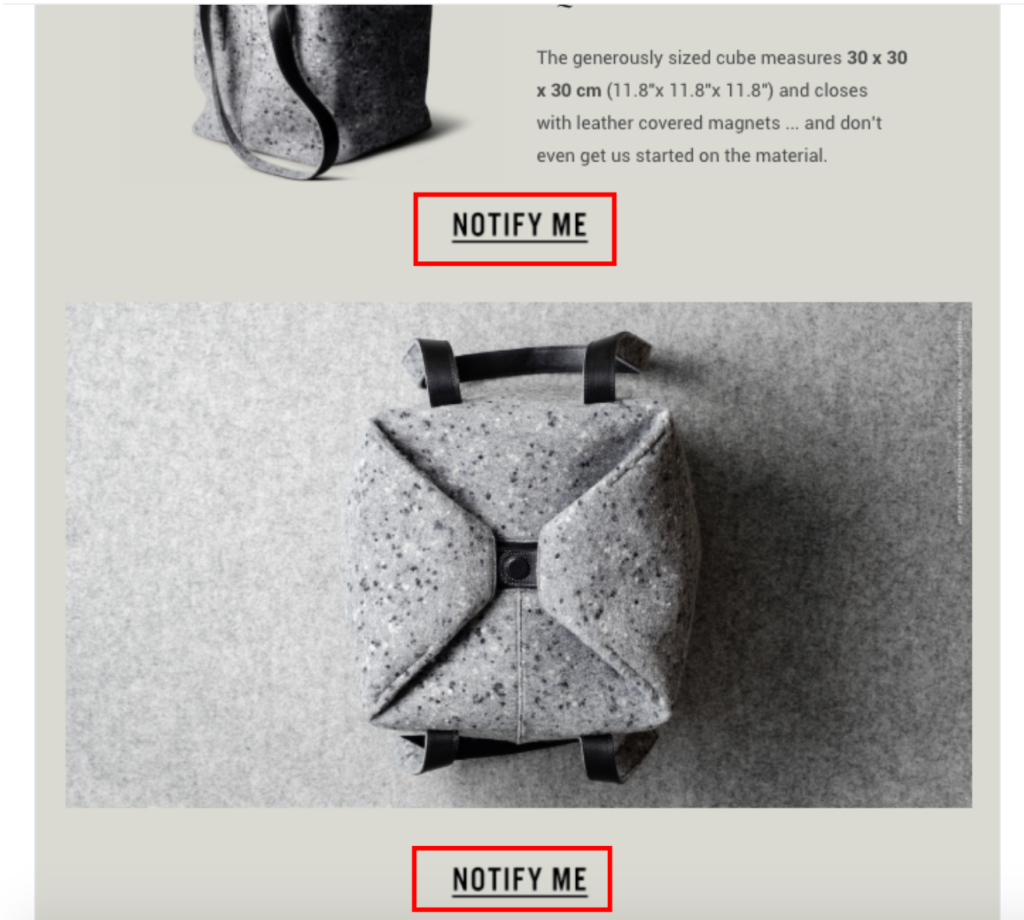 The generously sized cube measures 30 x 30
x 30 cm (11.8"x 11.8"x 11.8") and closes
with leather covered magnets ... and don't
even get us started on the material.
NOTIFY ME
NOTIFY ME